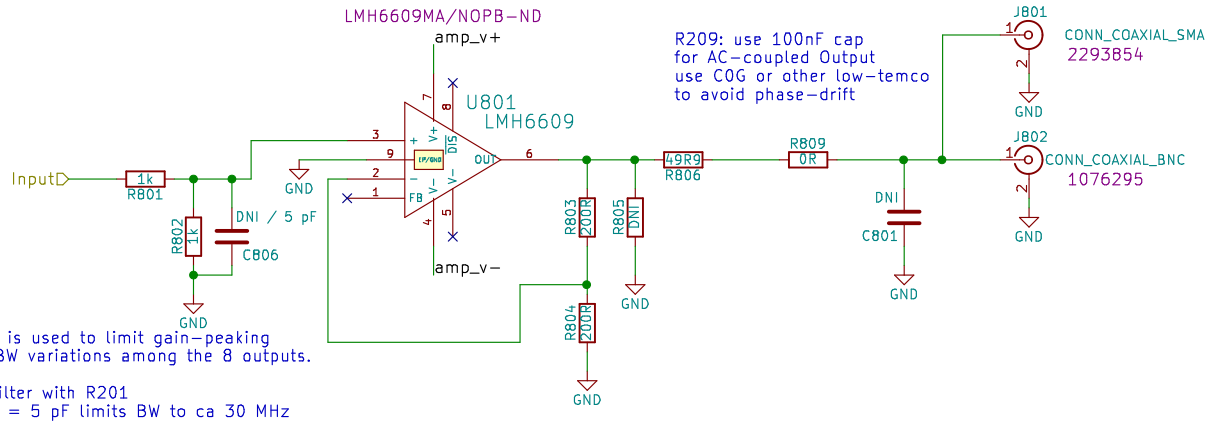 LMH6609MA/NOPB-ND
amp_v+
R209: use 100nF cap
for AC-coupled Output
use C0G or other low-temco
to avoid phase-drift
J801
1
CONN_COAXIAL_SMA
2293854
2
GND
7
8
U801
LMH6609
3
+
V+
DIS
9
EP/GND
OUT
6
2
-
V-
V-
1
FB
4
5
GND
amp_v-
Input
1k
R801
R802
1k
DNI / 5 pF
C806
GND
R803
200R
R805
DNI
GND
R804
200R
GND
49R9
R806
R809
0R
DNI
C801
GND
J802
1
CONN_COAXIAL_BNC
1076295
2
GND
is used to limit gain-peaking
BW variations among the 8 outputs.
ilter with R201
= 5 pF limits BW to ca 30 MHz